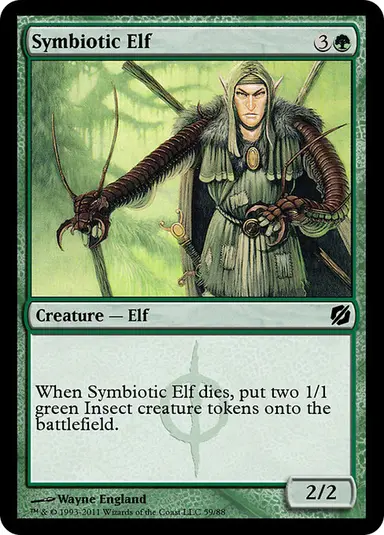 Symbiotic Elf 3
Creature — Elf
When Symbiotic Elf dies, put two 1/1
green Insect creature tokens onto the
battlefield.
Wayne England
2/2
™ & © 1993-2011 Wizards of the Coast LLC 59/88